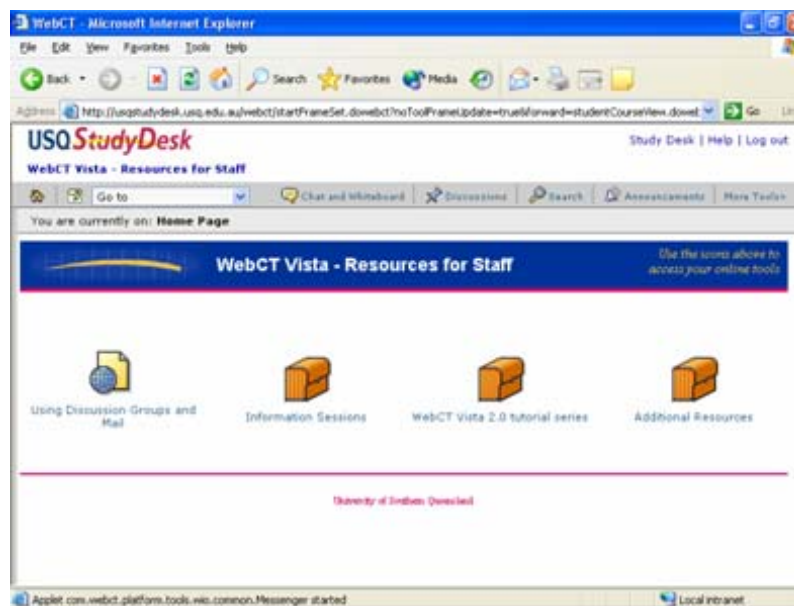 WebCT - Microsoft Internet Explorer
File Edit View Favorites Tools Help
Back Search Favorites Media
Address http://usqstudydesk.usq.edu.au/webct/startFrameSet.dowebct?noToolFrameUpdate=true&forward=studentCourseView.dowebct Go
USQStudyDesk
Study Desk | Help | Log out
WebCT Vista - Resources for Staff
Go to Chat and Whiteboard Discussions Search Announcements More Tools
You are currently on: Home Page
WebCT Vista - Resources for Staff
Use the icons above to
access your online tools
Using Discussion Groups and
Mail
Information Sessions
WebCT Vista 2.0 tutorial series
Additional Resources
University of Southern Queensland
Applet com.webct.platform.tools.wio.common.Messenger started
Local intranet